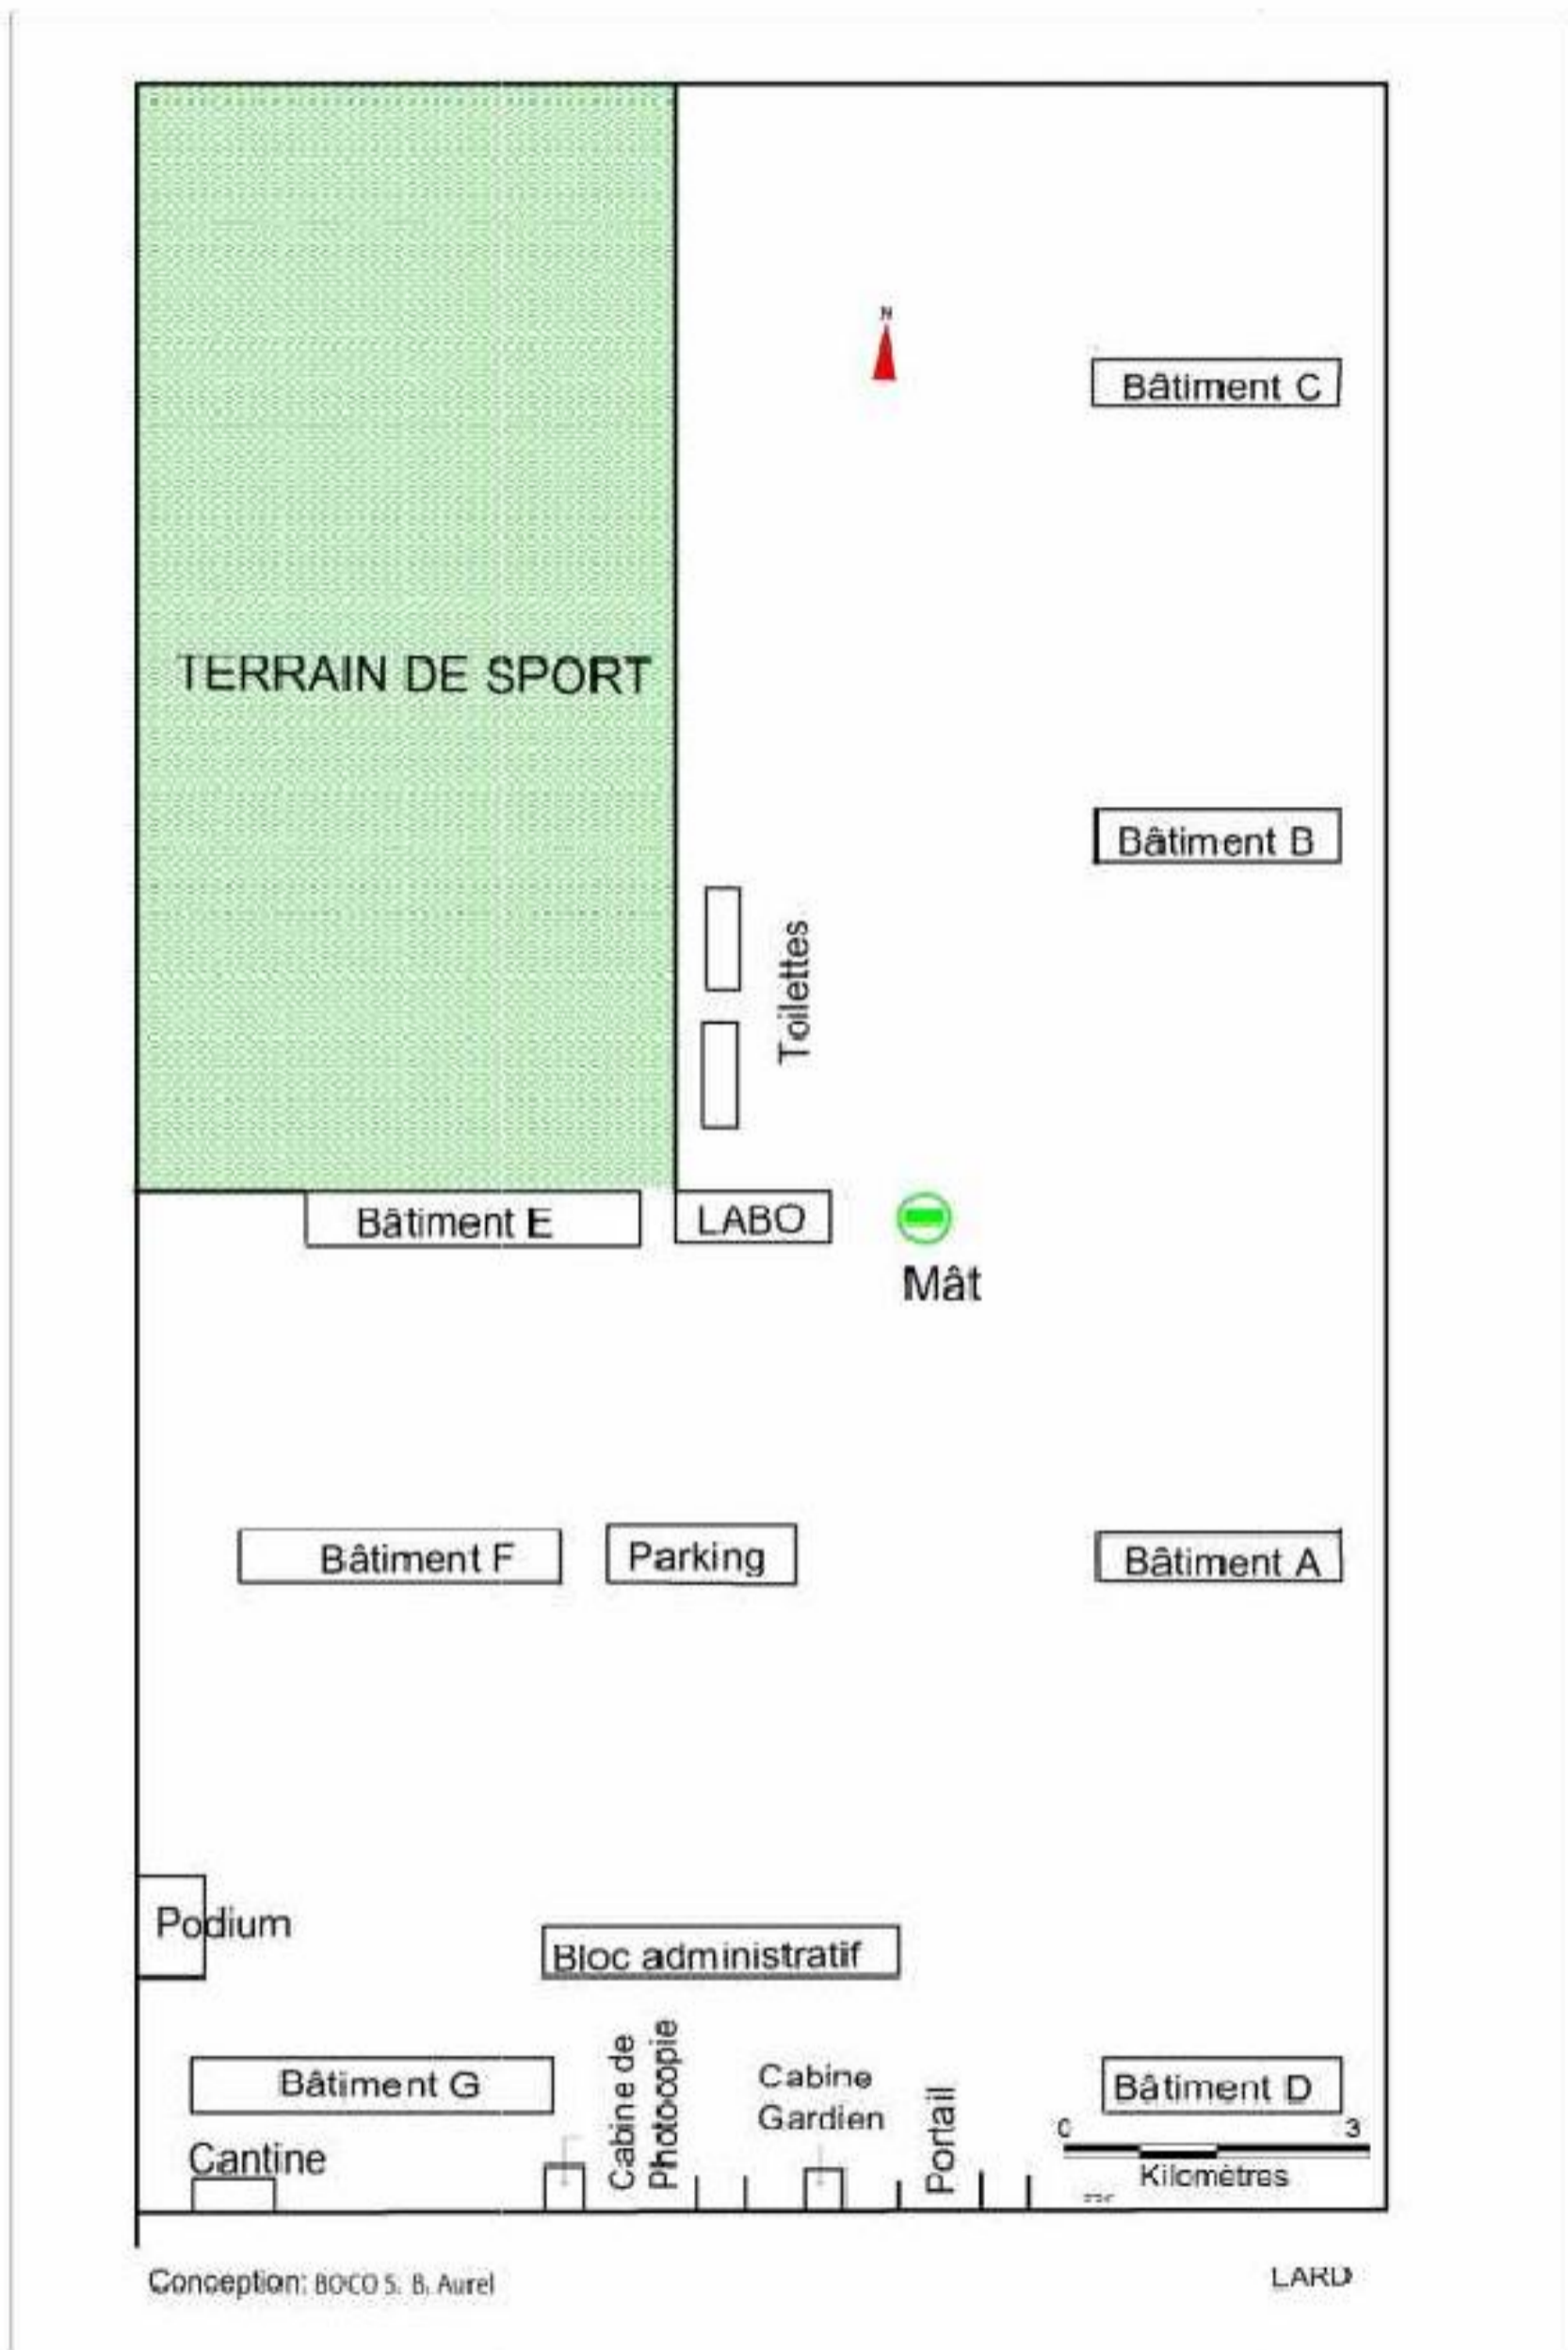 N
Bâtiment C
TERRAIN DE SPORT
Bâtiment B
Toilettes
Bâtiment E
LABO
Mât
Bâtiment F
Parking
Bâtiment A
Podium
Bloc administratif
Bâtiment G
Cabine de
Photocopie
Cabine
Gardien
Portail
Bâtiment D
0 3
Kilomètres
Cantine
Conception: BOCO S. B. Aurel
LARD